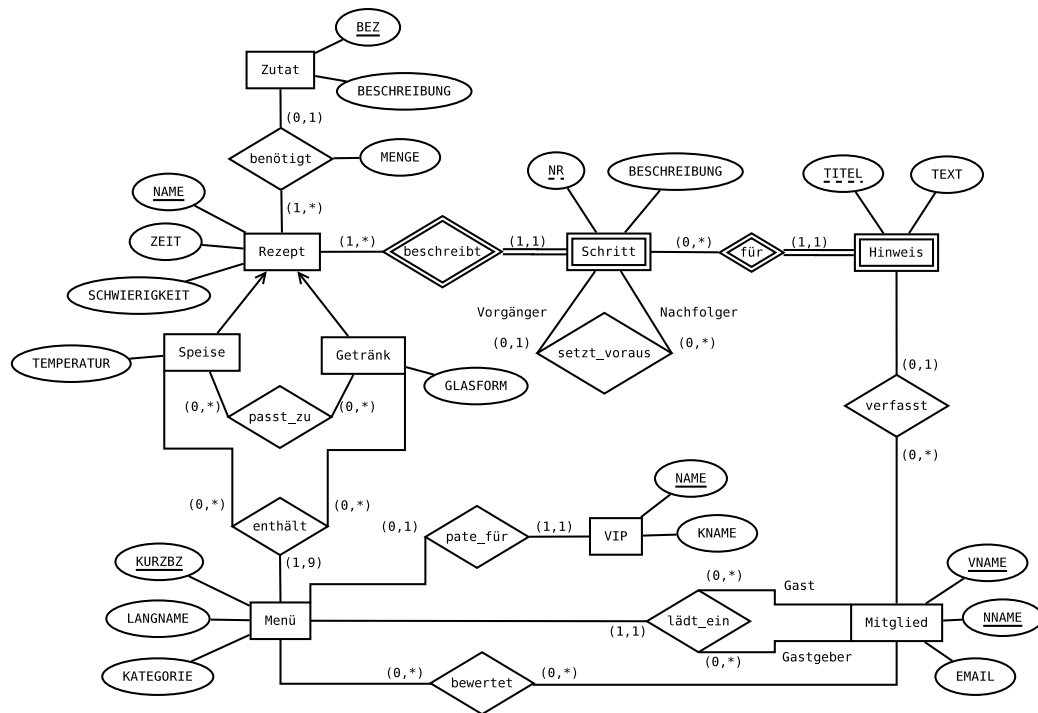 BEZ
Zutat
BESCHREIBUNG
(0,1)
benötigt
MENGE
(1,*)
NAME
ZEIT
SCHWIERIGKEIT
Rezept
(1,*)
beschreibt
(1,1)
NR
BESCHREIBUNG
Schritt
(0,*)
für
(1,1)
TITEL
TEXT
Hinweis
Vorgänger
Nachfolger
(0,1)
setzt_voraus
(0,*)
Speise
Getränk
TEMPERATUR
GLASFORM
(0,*)
passt_zu
(0,*)
(0,1)
verfasst
(0,*)
(0,*)
enthält
(0,*)
(1,9)
(0,1)
pate_für
(1,1)
VIP
NAME
KNAME
KURZBZ
LANGNAME
KATEGORIE
Menü
(1,1)
lädt_ein
(0,*)
Gast
(0,*)
Gastgeber
Mitglied
VNAME
NNAME
EMAIL
(0,*)
bewertet
(0,*)